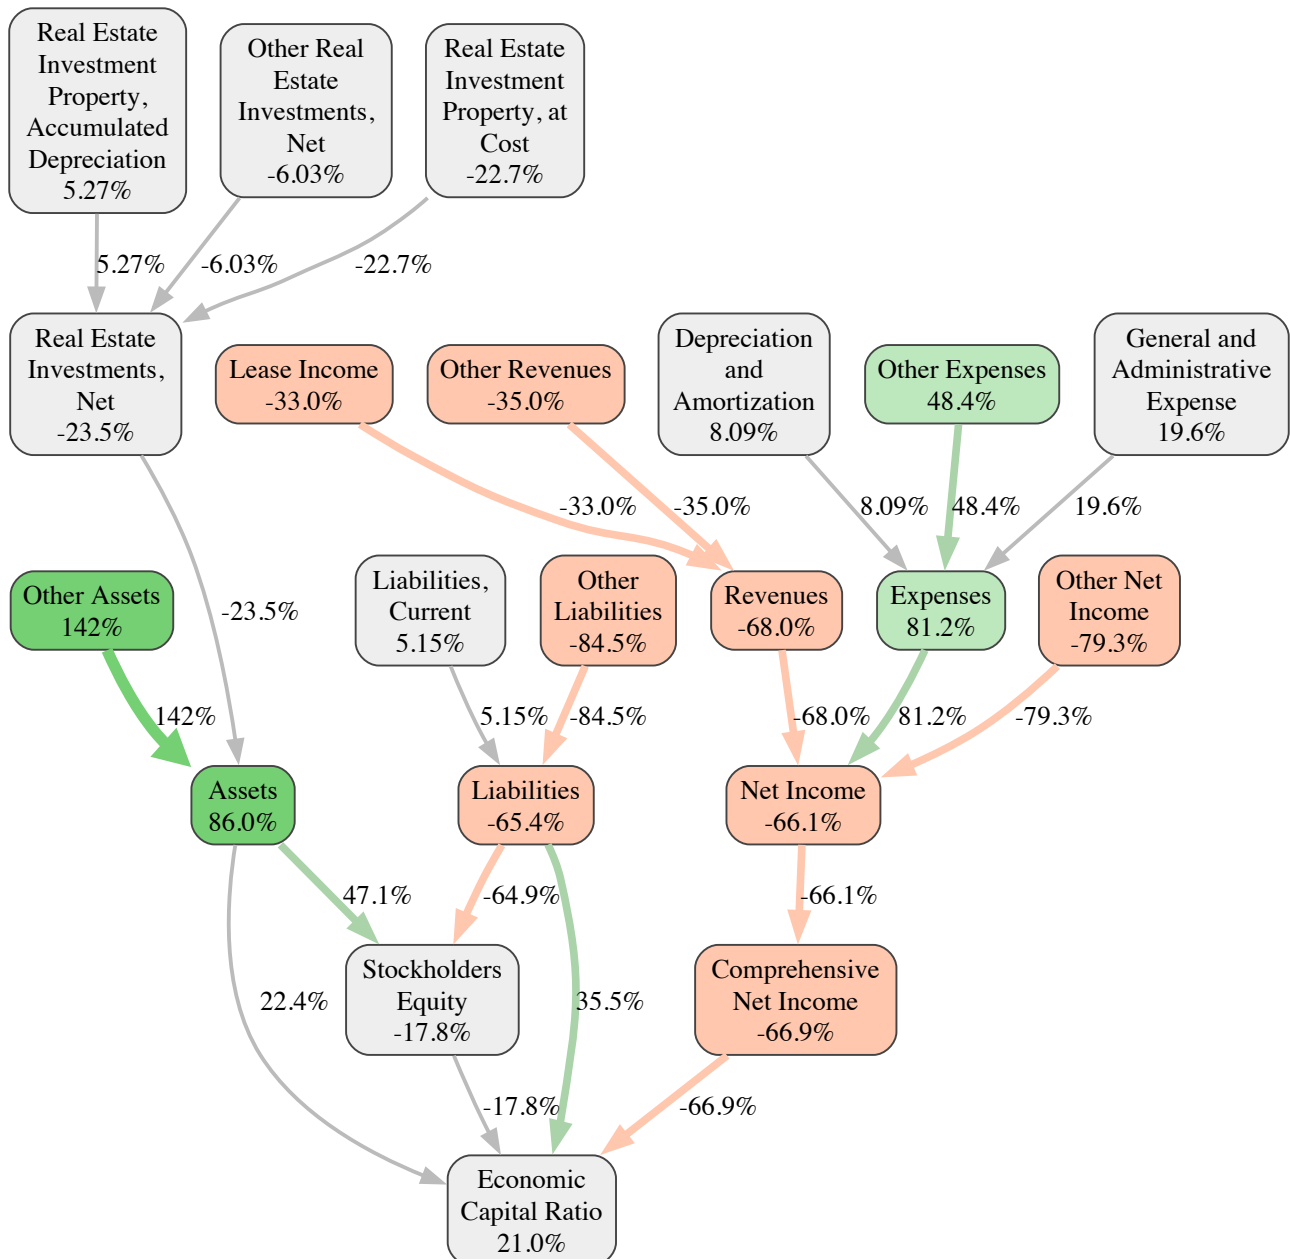 Real Estate
Investment
Property,
Accumulated
Depreciation
5.27%
Other Real
Estate
Investments,
Net
-6.03%
Real Estate
Investment
Property, at
Cost
-22.7%
5.27%
-6.03%
-22.7%
Real Estate
Investments,
Net
-23.5%
Lease Income
-33.0%
Other Revenues
-35.0%
Depreciation
and
Amortization
8.09%
Other Expenses
48.4%
General and
Administrative
Expense
19.6%
-33.0%
-35.0%
8.09%
48.4%
19.6%
Other Assets
142%
-23.5%
Liabilities,
Current
5.15%
Other
Liabilities
-84.5%
Revenues
-68.0%
Expenses
81.2%
Other Net
Income
-79.3%
142%
5.15%
-84.5%
-68.0%
81.2%
-79.3%
Assets
86.0%
Liabilities
-65.4%
Net Income
-66.1%
47.1%
-64.9%
-66.1%
22.4%
Stockholders
Equity
-17.8%
35.5%
Comprehensive
Net Income
-66.9%
-17.8%
-66.9%
Economic
Capital Ratio
21.0%